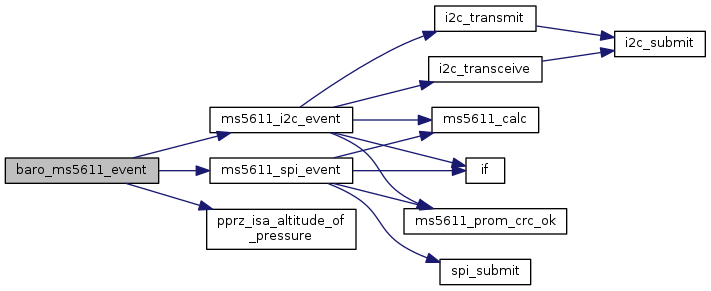 i2c_transmit
i2c_submit
i2c_transceive
ms5611_i2c_event
ms5611_calc
baro_ms5611_event
ms5611_spi_event
if
pprz_isa_altitude_of
_pressure
ms5611_prom_crc_ok
spi_submit